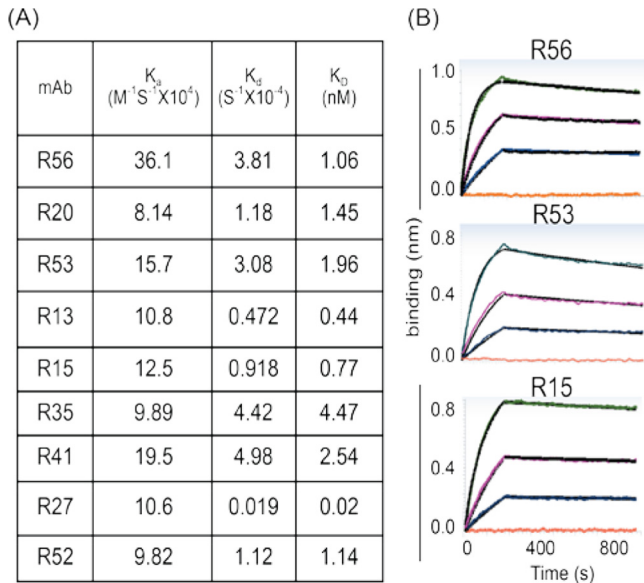 (A)
mAb Ka (M⁻¹S⁻¹X10⁴) Kd (S⁻¹X10⁻⁴) KD (nM)
R56 36.1 3.81 1.06
R20 8.14 1.18 1.45
R53 15.7 3.08 1.96
R13 10.8 0.472 0.44
R15 12.5 0.918 0.77
R35 9.89 4.42 4.47
R41 19.5 4.98 2.54
R27 10.6 0.019 0.02
R52 9.82 1.12 1.14
(B)
R56
1.0
0.5
0.0
R53
0.8
0.4
0.0
binding (nm)
R15
0.8
0.4
0.0
0 400 800
Time (s)